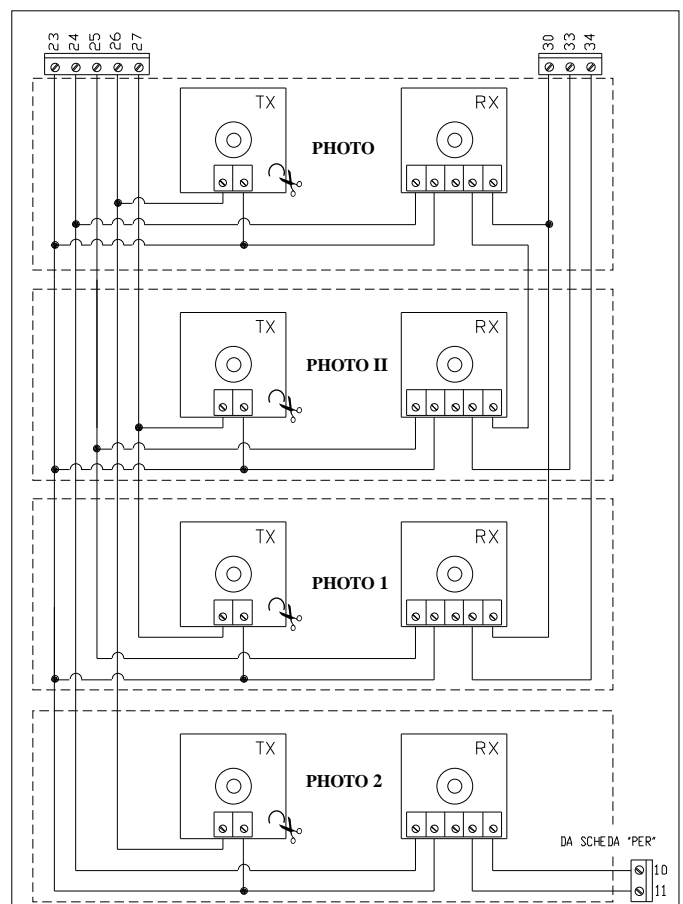 23 24 25 26 27
30 33 34
TX
PHOTO
RX
TX
PHOTO II
RX
TX
PHOTO 1
RX
TX
PHOTO 2
RX
DA SCHEDA "PER"
10
11